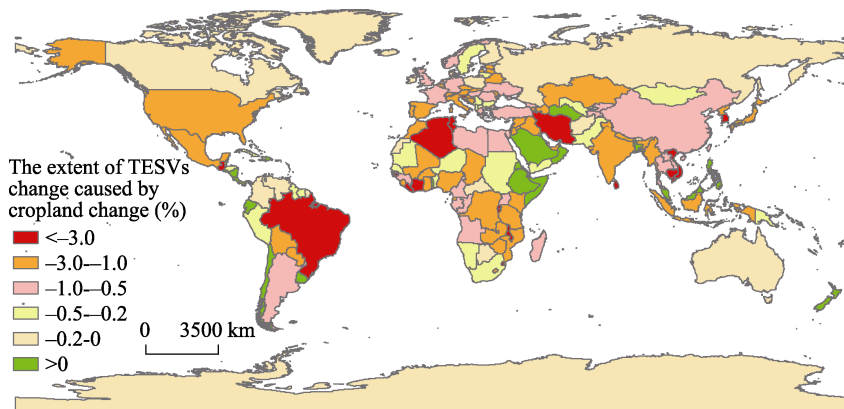 The extent of TESVs
change caused by
cropland change (%)
<–3.0
–3.0-–1.0
–1.0-–0.5
–0.5-–0.2
–0.2-0
>0
0 3500 km